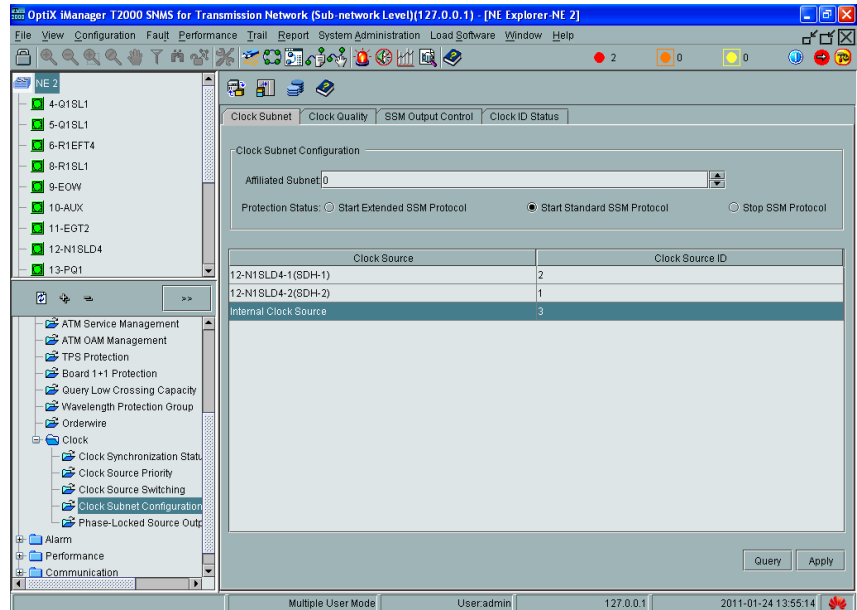 OptiX iManager T2000 SNMS for Transmission Network (Sub-network Level)(127.0.0.1) - [NE Explorer-NE 2]
File View Configuration Fault Performance Trail Report System Administration Load Software Window Help
2 0 0
NE 2
4-Q1SL1
5-Q1SL1
6-R1EFT4
8-R1SL1
9-EOW
10-AUX
11-EGT2
12-N1SLD4
13-PQ1
>>
ATM Service Management
ATM OAM Management
TPS Protection
Board 1+1 Protection
Query Low Crossing Capacity
Wavelength Protection Group
Orderwire
Clock
Clock Synchronization Statu
Clock Source Priority
Clock Source Switching
Clock Subnet Configuration
Phase-Locked Source Outp
Alarm
Performance
Communication
Clock Subnet Clock Quality SSM Output Control Clock ID Status
Clock Subnet Configuration
Affiliated Subnet: 0
Protection Status: Start Extended SSM Protocol Start Standard SSM Protocol Stop SSM Protocol
Clock Source Clock Source ID
12-N1SLD4-1(SDH-1) 2
12-N1SLD4-2(SDH-2) 1
Internal Clock Source 3
Query Apply
Multiple User Mode User:admin 127.0.0.1 2011-01-24 13:55:14